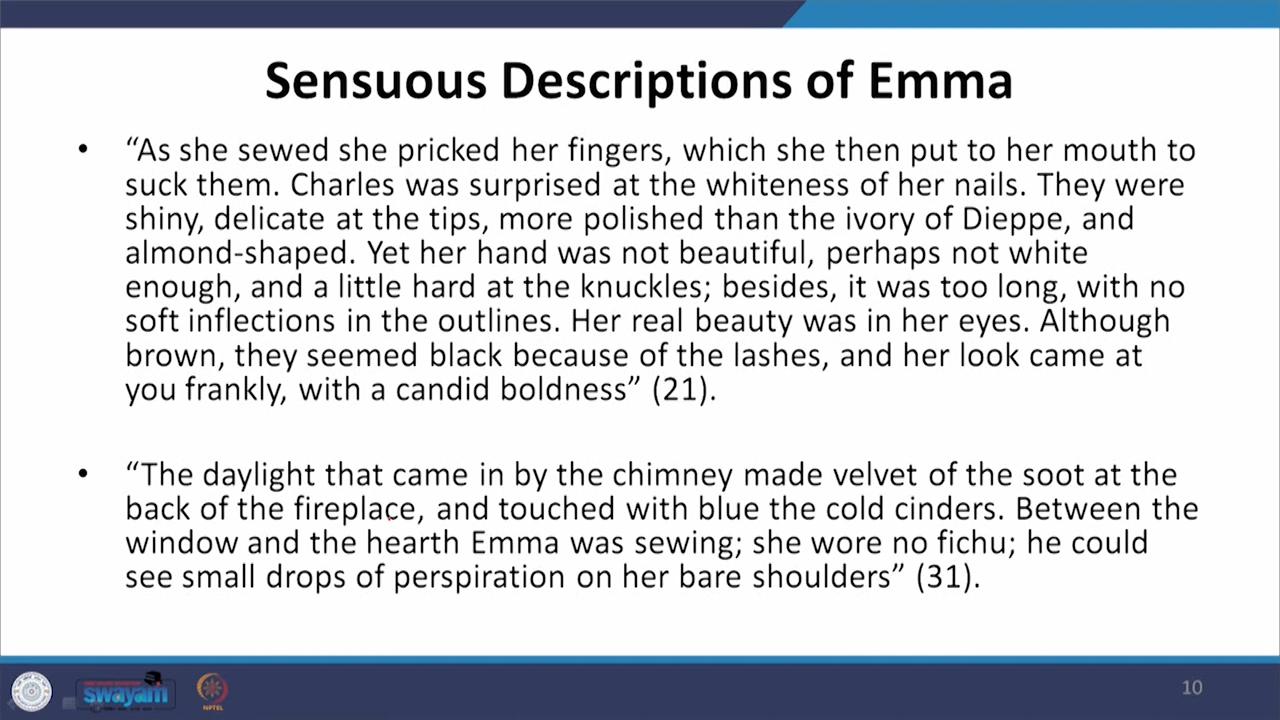 Sensuous Descriptions of Emma
• “As she sewed she pricked her fingers, which she then put to her mouth to
suck them. Charles was surprised at the whiteness of her nails. They were
shiny, delicate at the tips, more polished than the ivory of Dieppe, and
almond-shaped. Yet her hand was not beautiful, perhaps not white
enough, and a little hard at the knuckles; besides, it was too long, with no
soft inflections in the outlines. Her real beauty was in her eyes. Although
brown, they seemed black because of the lashes, and her look came at
you frankly, with a candid boldness” (21).
• “The daylight that came in by the chimney made velvet of the soot at the
back of the fireplace, and touched with blue the cold cinders. Between the
window and the hearth Emma was sewing; she wore no fichu; he could
see small drops of perspiration on her bare shoulders” (31).
swayam
NPTEL
10